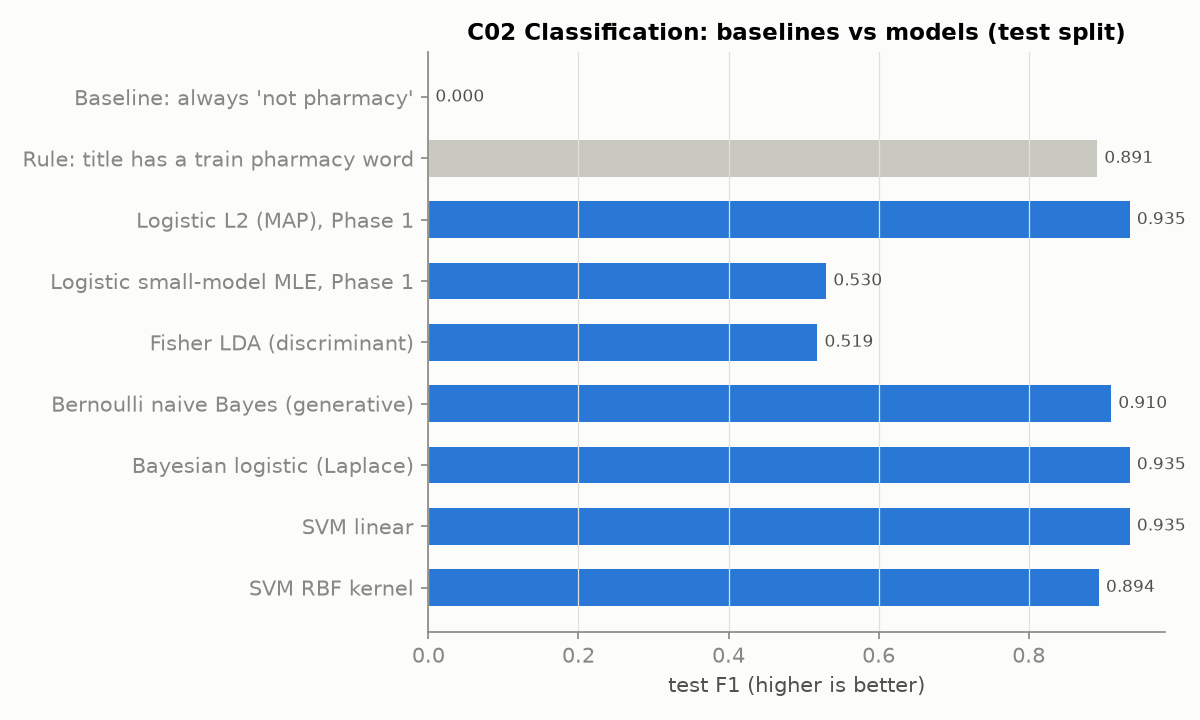 C02 Classification: baselines vs models (test split)
Baseline: always 'not pharmacy' 0.000
Rule: title has a train pharmacy word 0.891
Logistic L2 (MAP), Phase 1 0.935
Logistic small-model MLE, Phase 1 0.530
Fisher LDA (discriminant) 0.519
Bernoulli naive Bayes (generative) 0.910
Bayesian logistic (Laplace) 0.935
SVM linear 0.935
SVM RBF kernel 0.894
0.0 0.2 0.4 0.6 0.8
test F1 (higher is better)